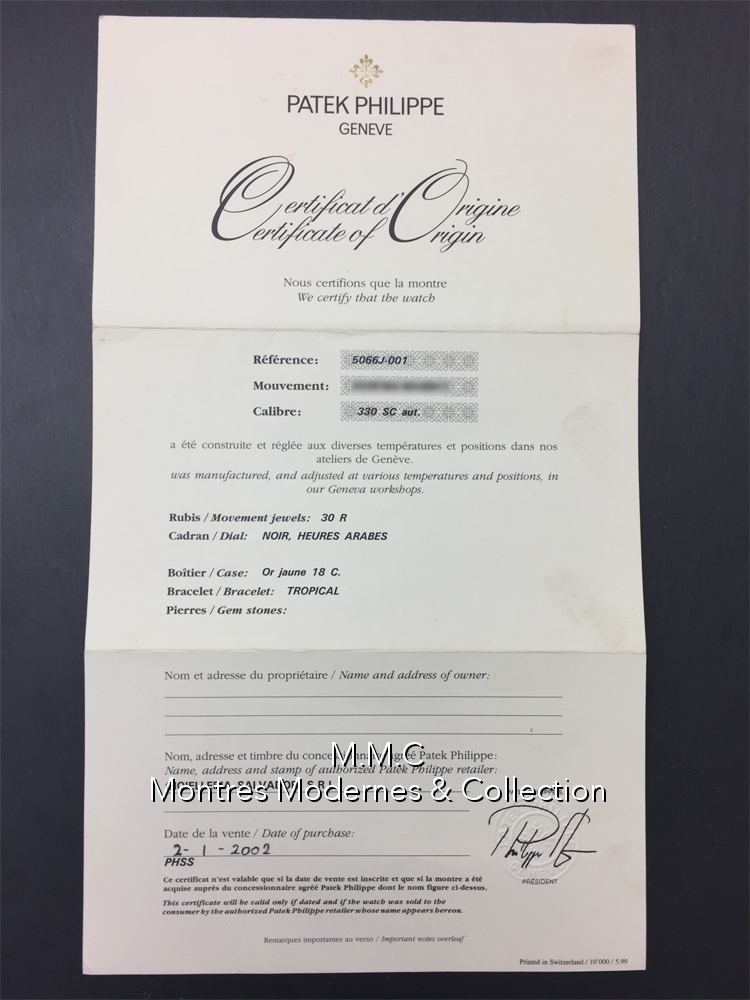 PATEK PHILIPPE
GENEVE
Certificat d'Origine
Certificate of Origin
Nous certifions que la montre
We certify that the watch
Référence: 5066J-001
Mouvement:
Calibre: 330 SC aut.
a été construite et réglée aux diverses températures et positions dans nos
ateliers de Genève.
was manufactured, and adjusted at various temperatures and positions, in
our Geneva workshops.
Rubis / Movement jewels: 30 R
Cadran / Dial: NOIR, HEURES ARABES
Boîtier / Case: Or jaune 18 C.
Bracelet / Bracelet: TROPICAL
Pierres / Gem stones:
Nom et adresse du propriétaire / Name and address of owner:
Nom, adresse et timbre du concessionnaire agréé Patek Philippe:
Name, address and stamp of authorized Patek Philippe retailer:
M.M.C
Montres Modernes & Collection
Date de la vente / Date of purchase:
2-1-2002
PHSS
PRÉSIDENT
Ce certificat n'est valable que si la date de vente est inscrite et que si la montre a été
acquise auprès du concessionnaire agréé Patek Philippe dont le nom figure ci-dessus.
This certificate will be valid only if dated and if the watch was sold to the
consumer by the authorized Patek Philippe retailer whose name appears hereon.
Remarques importantes au verso / Important notes overleaf
Printed in Switzerland / 10'000 / 5.99